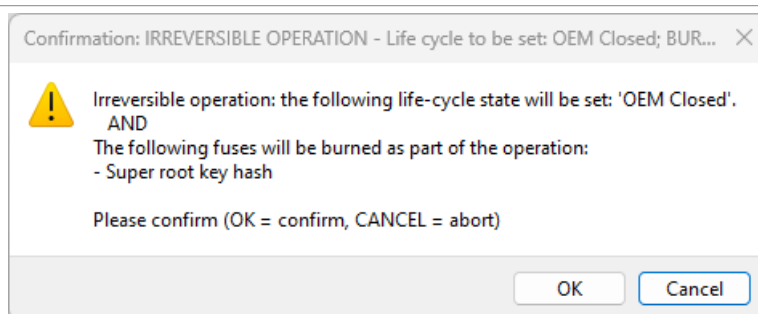 Confirmation: IRREVERSIBLE OPERATION - Life cycle to be set: OEM Closed; BUR...
Irreversible operation: the following life-cycle state will be set: 'OEM Closed'.
AND
The following fuses will be burned as part of the operation:
- Super root key hash
Please confirm (OK = confirm, CANCEL = abort)
OK Cancel